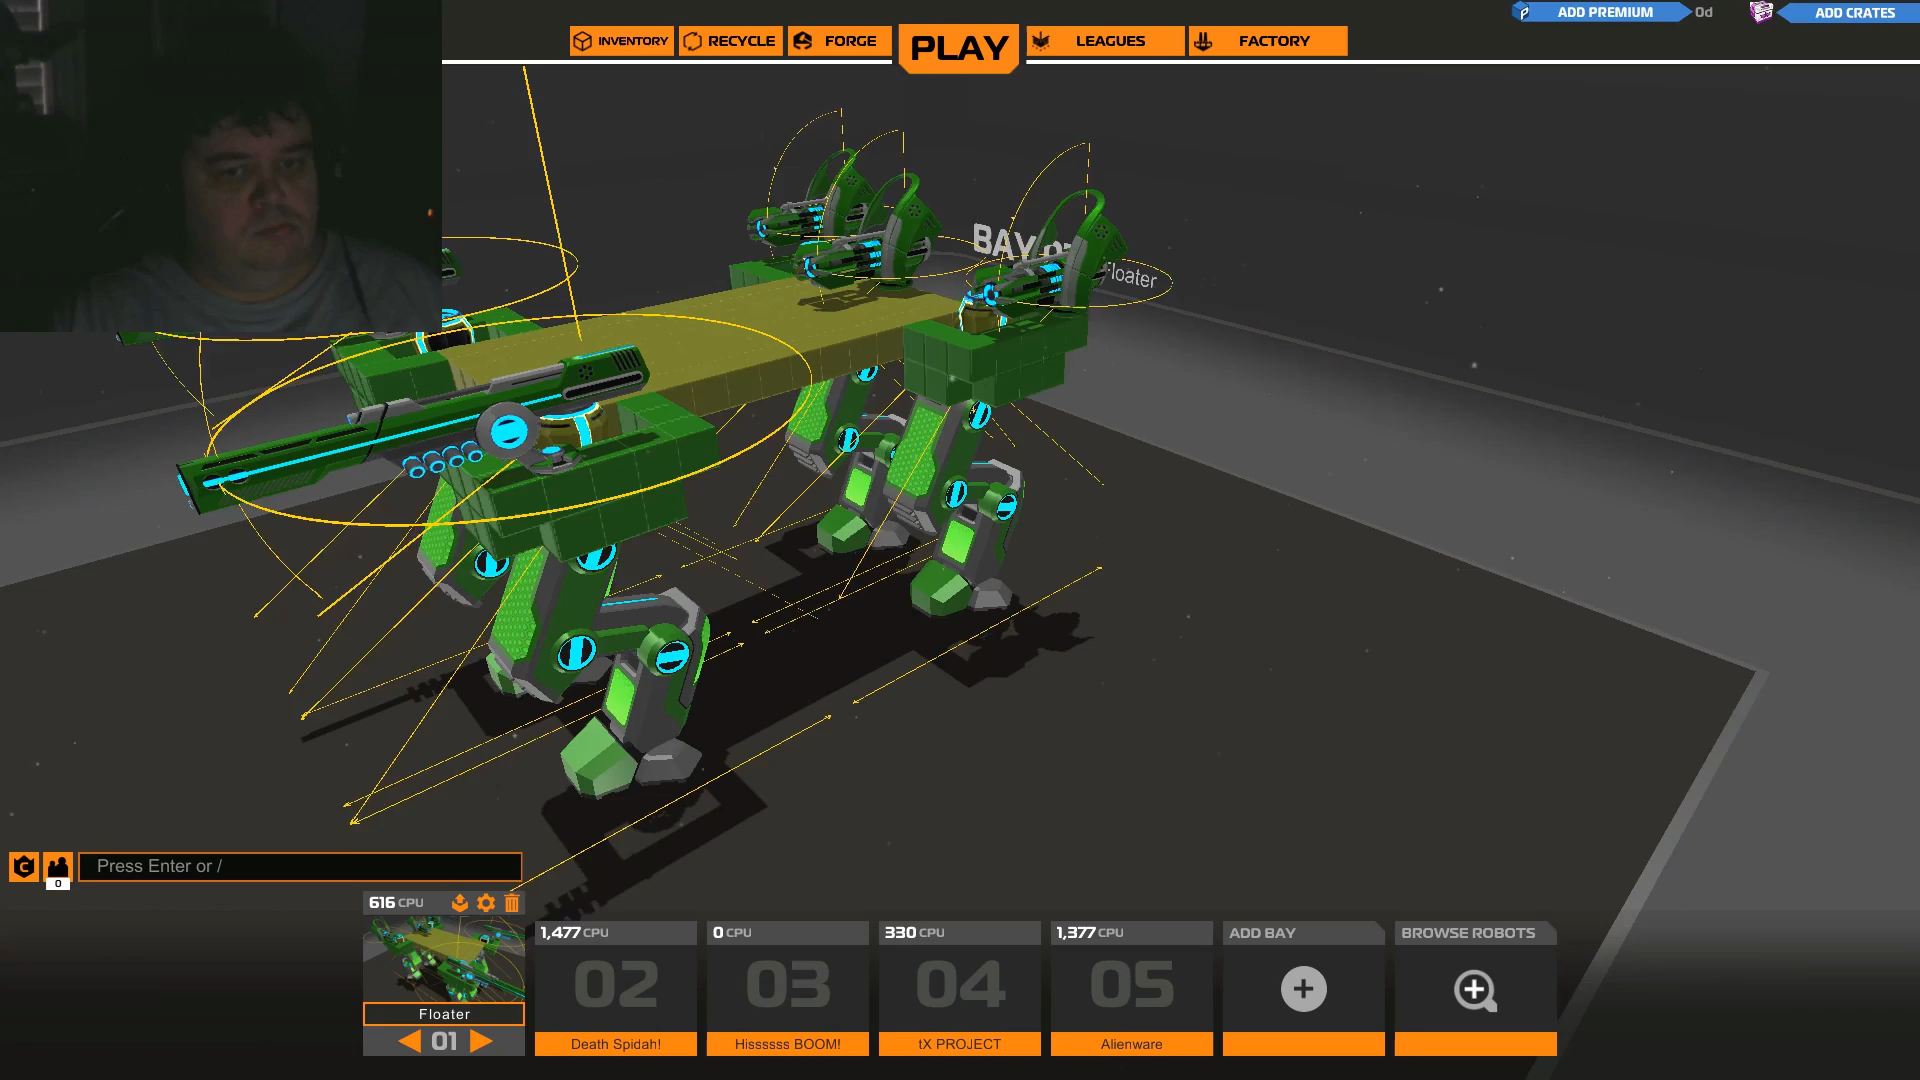 ADD PREMIUM
0d
ADD CRATES
INVENTORY
RECYCLE
FORGE
PLAY
LEAGUES
FACTORY
BAY
Floater
Press Enter or /
0
616 CPU
1,477 CPU
0 CPU
330 CPU
1,377 CPU
ADD BAY
BROWSE ROBOTS
02
03
04
05
Floater
01
Death Spidah!
Hissssss BOOM!
tX PROJECT
Alienware